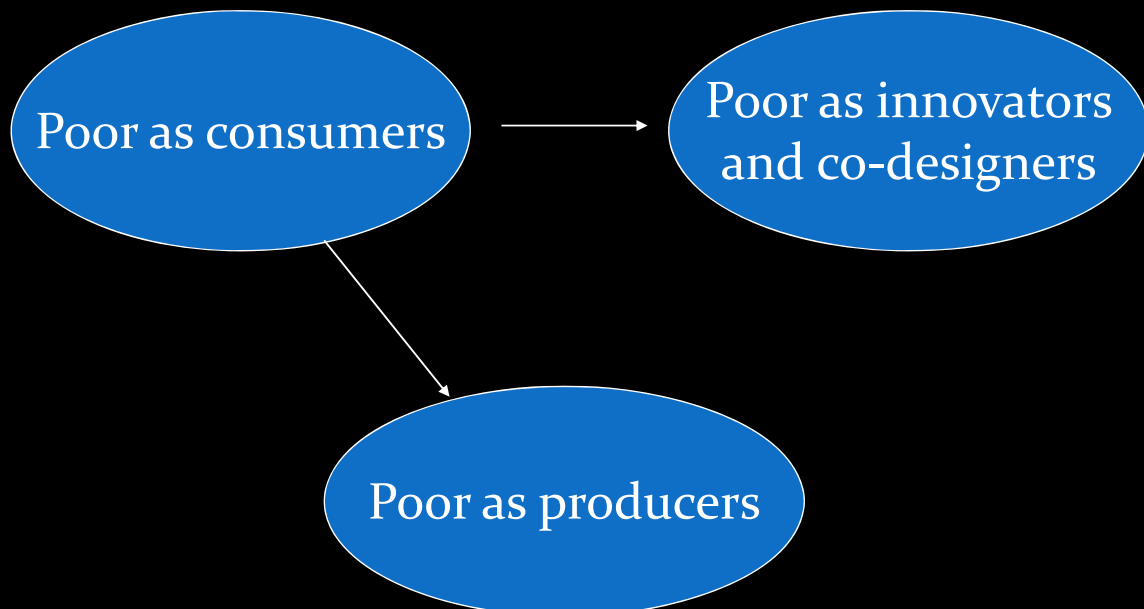 Poor as consumers
Poor as innovators
and co-designers
Poor as producers